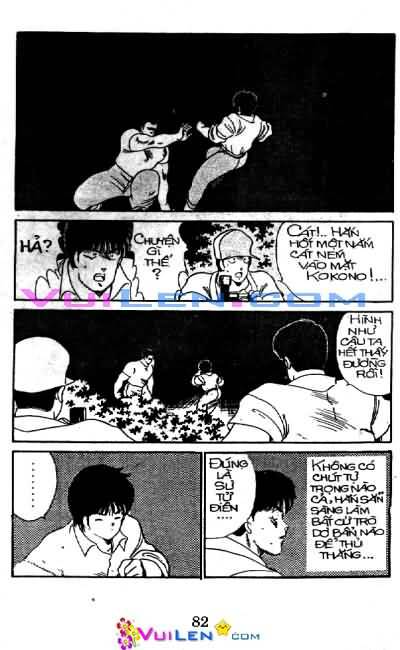 CÁT!.. HẮN
HỐT MỘT NẮM
CÁT NÉM
VÀO MẶT
KOKONO!...
CHUYỆN
GÌ
THẾ?
HẢ?
VUILEN.COM
HÌNH
NHƯ
CẬU TA
HẾT THẤY
ĐƯỜNG
RỒI!
KHÔNG CÓ
CHÚT TỰ
TRỌNG NÀO
CẢ, HẮN SẴN
SÀNG LÀM
BẤT CỨ TRÒ
DƠ BẨN NÀO
ĐỂ THỦ
THẮNG...
ĐÚNG
LÀ
SƯ
TỬ
ĐIÊN
....
......
82
VUILEN.COM